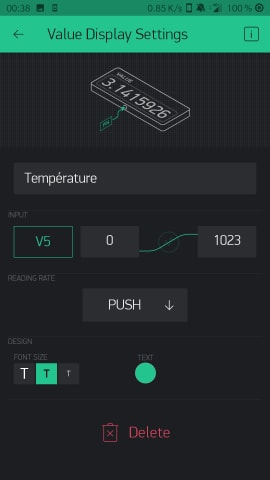 00:38 0.85 K/s 100 %
Value Display Settings
VALUE
3.1415926
Température
INPUT
V5 0 1023
READING RATE
PUSH
DESIGN
FONT SIZE TEXT
T T T
Delete